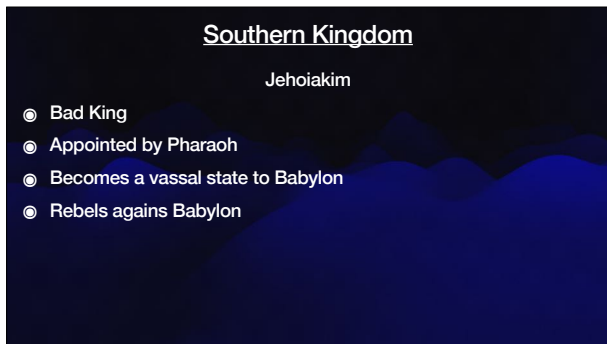 Southern Kingdom
Jehoiakim
◉ Bad King
◉ Appointed by Pharaoh
◉ Becomes a vassal state to Babylon
◉ Rebels agains Babylon